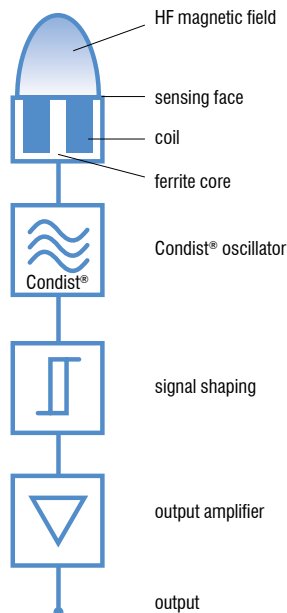 HF magnetic field
sensing face
coil
ferrite core
Condist® oscillator
Condist®
signal shaping
output amplifier
output